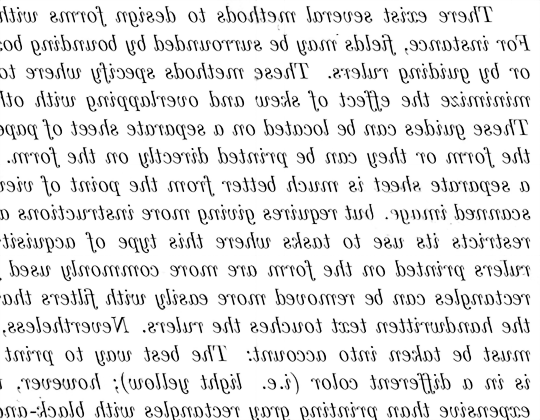 There exist several methods to design forms with
For instance, fields may be surrounded by bounding bo
or by guiding rulers. These methods specify where to
minimize the effect of skew and overlapping with oth
These guides can be located on a separate sheet of pape
the form or they can be printed directly on the form.
a separate sheet is much better from the point of view
scanned image, but requires giving more instructions a
restricts its use to tasks where this type of acquisiti
rulers printed on the form are more commonly used
rectangles can be removed more easily with filters tha
the handwritten text touches the rulers. Nevertheless,
must be taken into account: The best way to print
is in a different color (i.e. light yellow); however,
expensive than printing gray rectangles with black-and